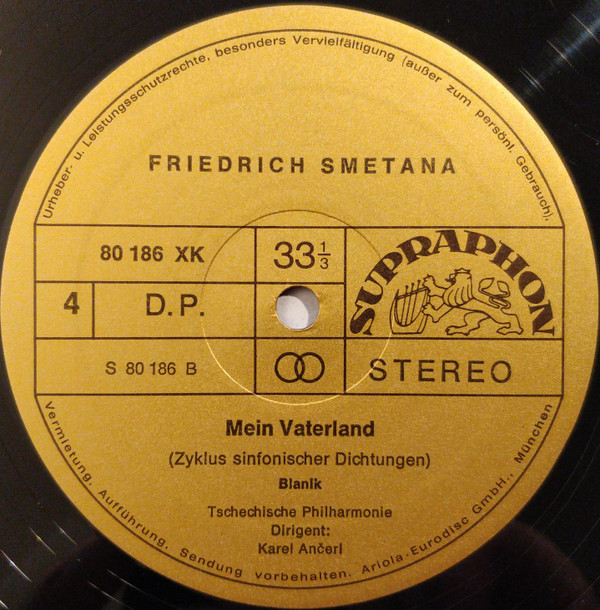 Urheber- u. Leistungsschutzrechte, besonders Vervielfältigung (außer zum persönl. Gebrauch),
FRIEDRICH SMETANA
80 186 XK
33 1/3
SUPRAPHON
4
D.P.
S 80 186 B
STEREO
Mein Vaterland
(Zyklus sinfonischer Dichtungen)
Blanik
Tschechische Philharmonie
Dirigent:
Karel Ančerl
Vermietung, Aufführung, Sendung vorbehalten. Ariola-Eurodisc GmbH., München